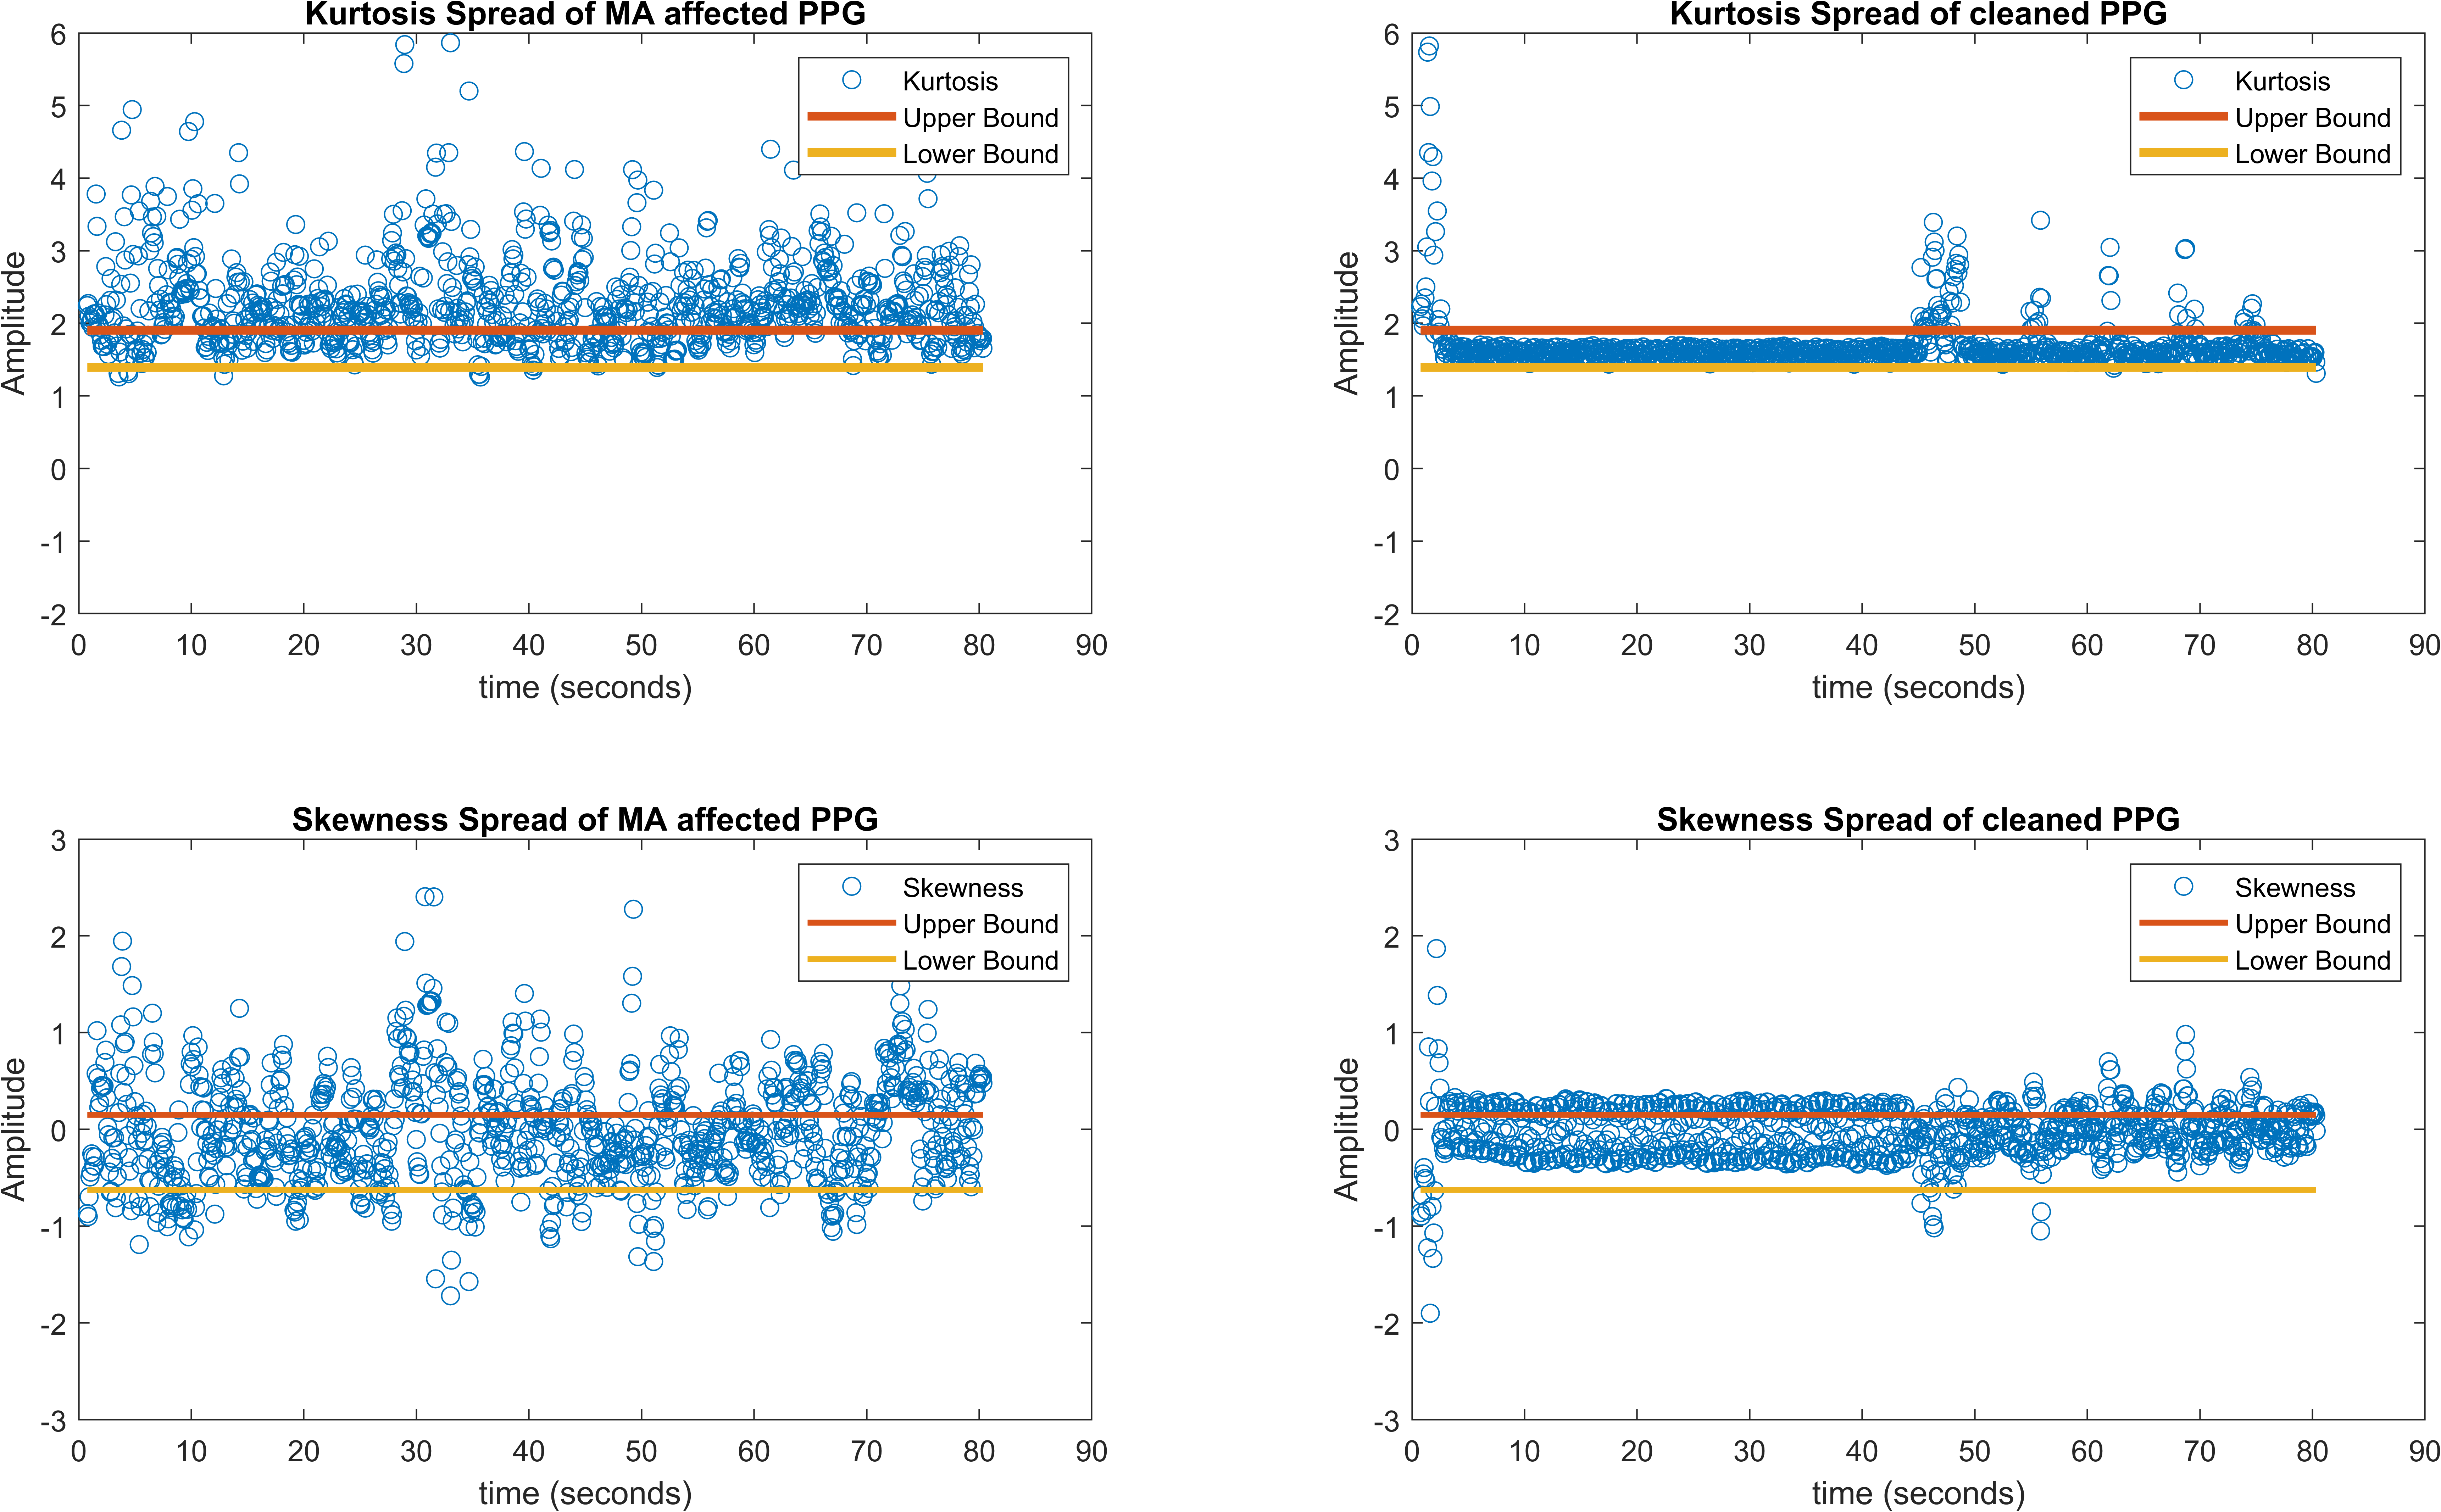 Kurtosis Spread of MA affected PPG
6
5
4
3
2
1
0
-1
-2
Amplitude
Kurtosis
Upper Bound
Lower Bound
0 10 20 30 40 50 60 70 80 90
time (seconds)
Kurtosis Spread of cleaned PPG
6
5
4
3
2
1
0
-1
-2
Amplitude
Kurtosis
Upper Bound
Lower Bound
0 10 20 30 40 50 60 70 80 90
time (seconds)
Skewness Spread of MA affected PPG
3
2
1
0
-1
-2
-3
Amplitude
Skewness
Upper Bound
Lower Bound
0 10 20 30 40 50 60 70 80 90
time (seconds)
Skewness Spread of cleaned PPG
3
2
1
0
-1
-2
-3
Amplitude
Skewness
Upper Bound
Lower Bound
0 10 20 30 40 50 60 70 80 90
time (seconds)